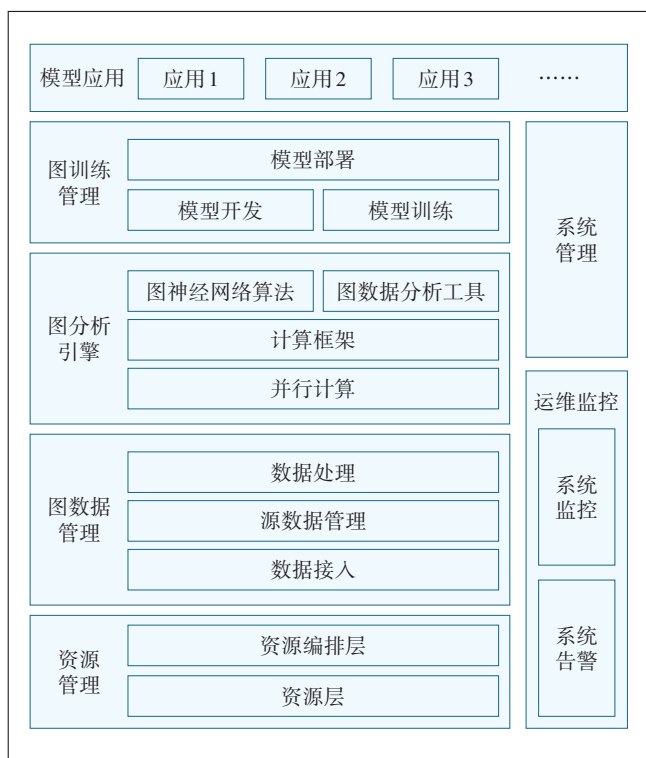 模型应用 应用1 应用2 应用3 ……
图训练
管理
模型部署
模型开发 模型训练
图分析
引擎
图神经网络算法 图数据分析工具
计算框架
并行计算
图数据
管理
数据处理
源数据管理
数据接入
资源
管理
资源编排层
资源层
系统
管理
运维监控
系统
监控
系统
告警